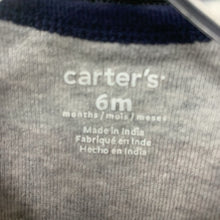 carter's
6m
months / mois / meses
Made in India
Fabriqué en Inde
Hecho en India